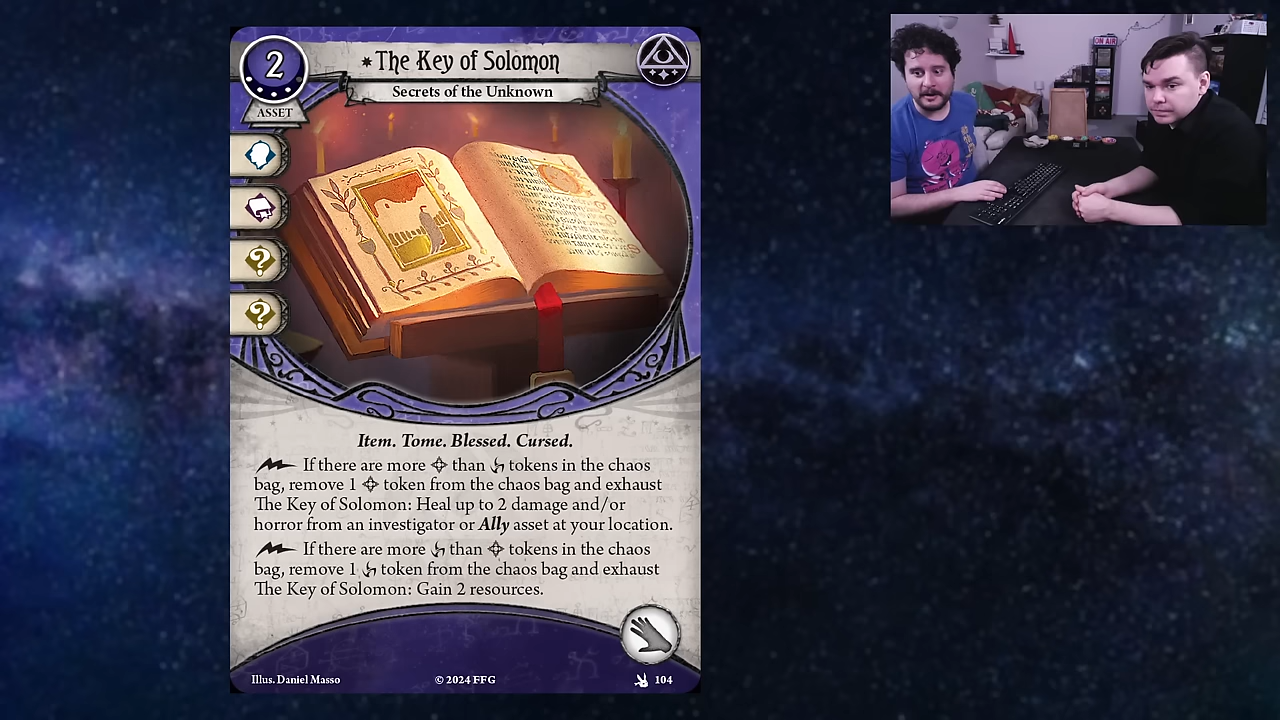 2
The Key of Solomon
Secrets of the Unknown
ASSET
Item. Tome. Blessed. Cursed.
If there are more than tokens in the chaos
bag, remove 1 token from the chaos bag and exhaust
The Key of Solomon: Heal up to 2 damage and/or
horror from an investigator or Ally asset at your location.
If there are more than tokens in the chaos
bag, remove 1 token from the chaos bag and exhaust
The Key of Solomon: Gain 2 resources.
Illus. Daniel Masso
© 2024 FFG
104
ON AIR